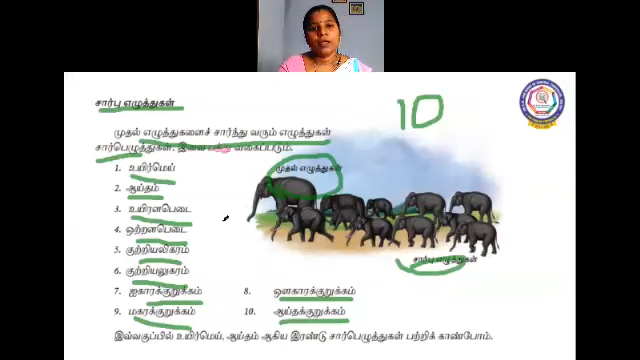 சார்பு எழுத்துகள்
10
முதல் எழுத்துகளைச் சார்ந்து வரும் எழுத்துகள்
சார்பெழுத்துகள். இவை பத்து வகைப்படும்.
முதல் எழுத்துகள்
1. உயிர்மெய்
2. ஆய்தம்
3. உயிரளபெடை
4. ஒற்றளபெடை
5. குற்றியலிகரம்
6. குற்றியலுகரம்
சார்பு எழுத்துகள்
7. ஐகாரக்குறுக்கம் 8. ஔகாரக்குறுக்கம்
9. மகரக்குறுக்கம் 10. ஆய்தக்குறுக்கம்
இவ்வகுப்பில் உயிர்மெய், ஆய்தம் ஆகிய இரண்டு சார்பெழுத்துகள் பற்றிக் காண்போம்.